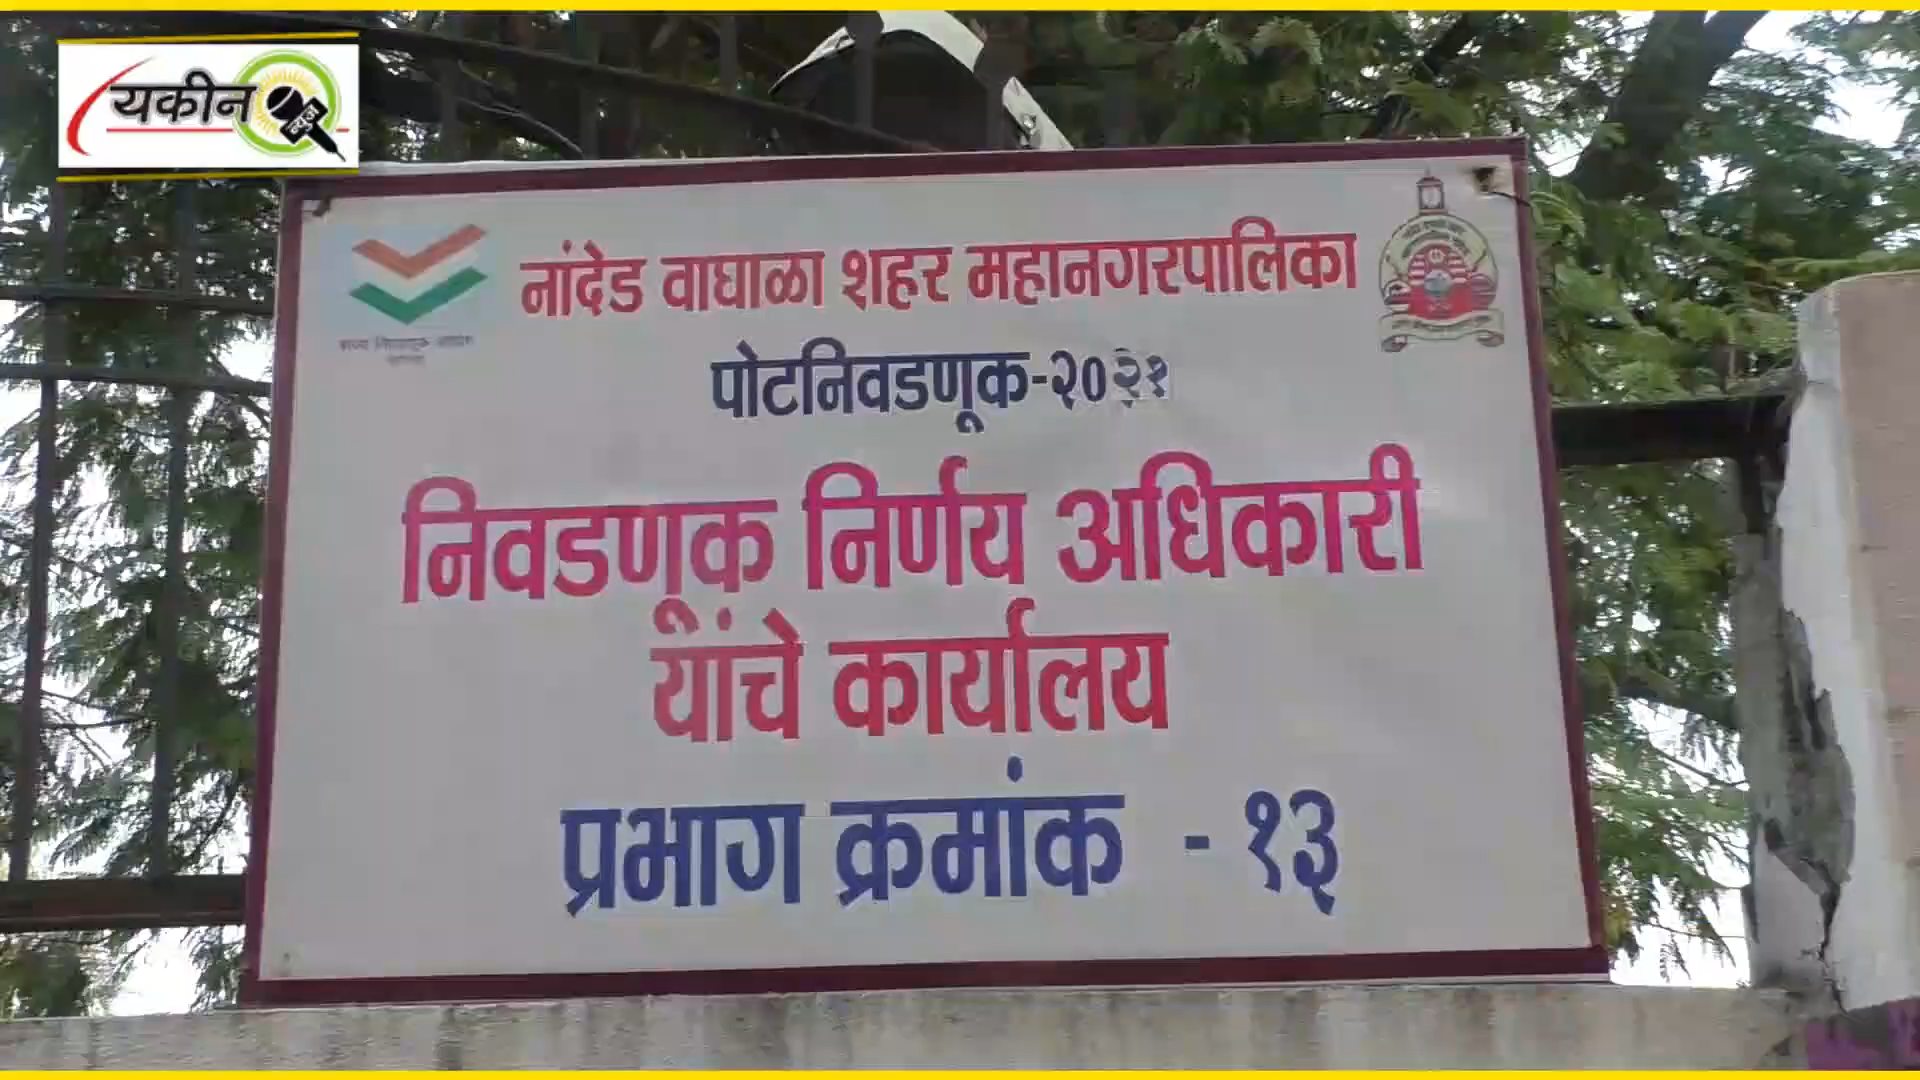 यकीन
न्यूज
नांदेड वाघाळा शहर महानगरपालिका
पोटनिवडणूक-२०२१
निवडणूक निर्णय अधिकारी
यांचे कार्यालय
प्रभाग क्रमांक - १३